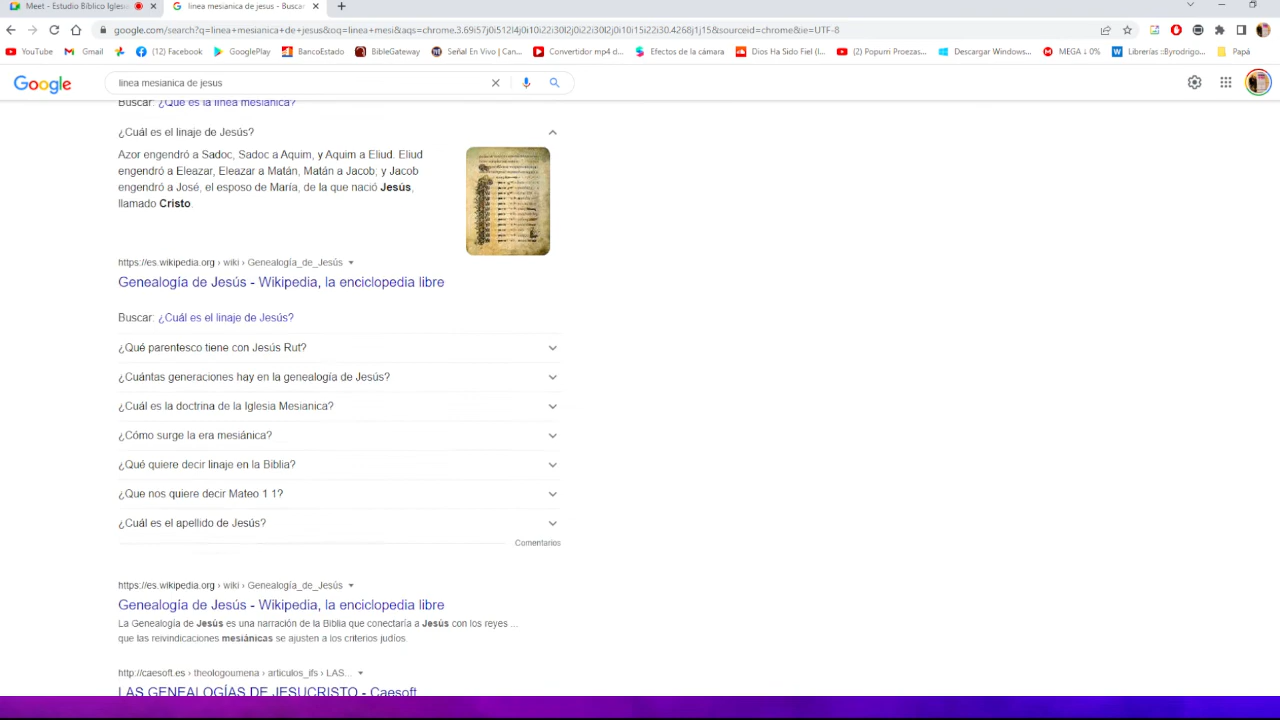 Meet - Estudio Bíblico Iglesi
linea mesianica de jesus - Buscar
google.com/search?q=linea+mesianica+de+jesus&oq=linea+mesi&aqs=chrome.3.69i57j0i512l4j0i10i22i30l2j0i22i30l2j0i10i15i22i30.4268j1j15&sourceid=chrome&ie=UTF-8
YouTube Gmail (12) Facebook GooglePlay BancoEstado BibleGateway Señal En Vivo | Can... Convertidor mp4 d... Efectos de la cámara Dios Ha Sido Fiel (I... (2) Popurri Proezas... Descargar Windows... MEGA ↓ 0% Librerías ::Byrodrigo... Papá
Google linea mesianica de jesus
Buscar: ¿Qué es la línea mesiánica?
¿Cuál es el linaje de Jesús?
Azor engendró a Sadoc, Sadoc a Aquim, y Aquim a Eliud. Eliud
engendró a Eleazar, Eleazar a Matán, Matán a Jacob; y Jacob
engendró a José, el esposo de María, de la que nació Jesús,
llamado Cristo.
https://es.wikipedia.org › wiki › Genealogía_de_Jesús
Genealogía de Jesús - Wikipedia, la enciclopedia libre
Buscar: ¿Cuál es el linaje de Jesús?
¿Qué parentesco tiene con Jesús Rut?
¿Cuántas generaciones hay en la genealogía de Jesús?
¿Cuál es la doctrina de la Iglesia Mesianica?
¿Cómo surge la era mesiánica?
¿Qué quiere decir linaje en la Biblia?
¿Que nos quiere decir Mateo 1 1?
¿Cuál es el apellido de Jesús?
Comentarios
https://es.wikipedia.org › wiki › Genealogía_de_Jesús
Genealogía de Jesús - Wikipedia, la enciclopedia libre
La Genealogía de Jesús es una narración de la Biblia que conectaría a Jesús con los reyes ...
que las reivindicaciones mesiánicas se ajusten a los criterios judíos
http://caesoft.es › theologoumena › articulos_ifs › LAS...
LAS GENEALOGÍAS DE JESUCRISTO - Caesoft